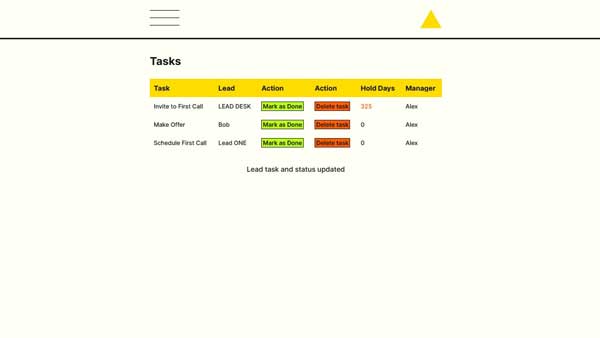 Tasks
Task Lead Action Action Hold Days Manager
Invite to First Call LEAD DESK Mark as Done Delete task 325 Alex
Make Offer Bob Mark as Done Delete task 0 Alex
Schedule First Call Lead ONE Mark as Done Delete task 0 Alex
Lead task and status updated